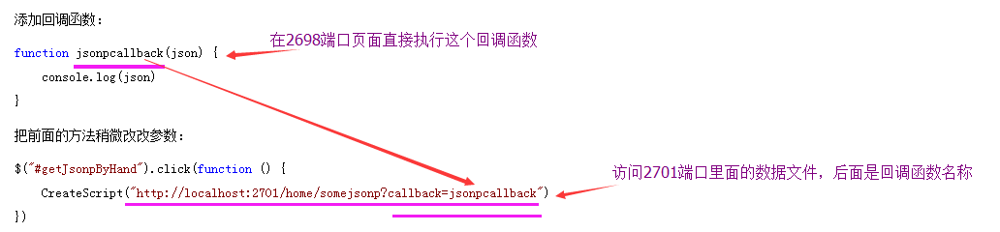 添加回调函数：
function jsonpcallback(json) {
在2698端口页面直接执行这个回调函数
console.log(json)
}
把前面的方法稍微改改参数：
$("#getJsonpByHand").click(function () {
访问2701端口里面的数据文件，后面是回调函数名称
CreateScript("http://localhost:2701/home/somejsonp?callback=jsonpcallback")
})